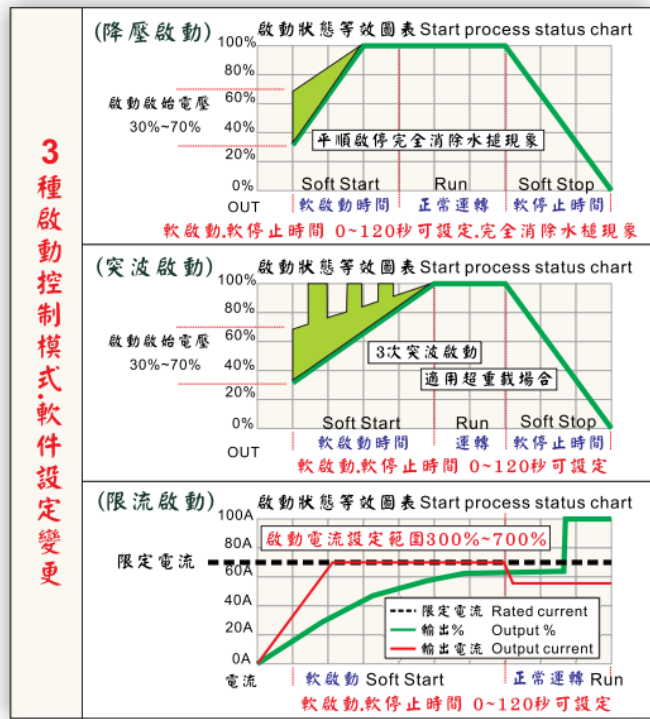 3種啟動控制模式.軟件設定變更
(降壓啟動)
啟動狀態等效圖表 Start process status chart
100%
80%
啟動啟始電壓
60%
30%~70%
40%
平順啟停完全消除水搥現象
20%
0%
Soft Start Run Soft Stop
OUT
軟啟動時間 正常運轉 軟停止時間
軟啟動.軟停止時間 0~120秒可設定.完全消除水槌現象
(突波啟動)
啟動狀態等效圖表 Start process status chart
100%
80%
啟動啟始電壓
60%
30%~70%
3次突波啟動
40%
適用超重載場合
20%
0%
Soft Start Run Soft Stop
OUT
軟啟動時間 運轉 軟停止時間
軟啟動.軟停止時間 0~120秒可設定
(限流啟動)
啟動狀態等效圖表 Start process status chart
100A
80A
啟動電流設定範圍300%~700%
限定電流
60A
40A
限定電流 Rated current
輸出% Output %
20A
輸出電流 Output current
0A
電流
軟啟動 Soft Start 正常運轉 Run
軟啟動.軟停止時間 0~120秒可設定